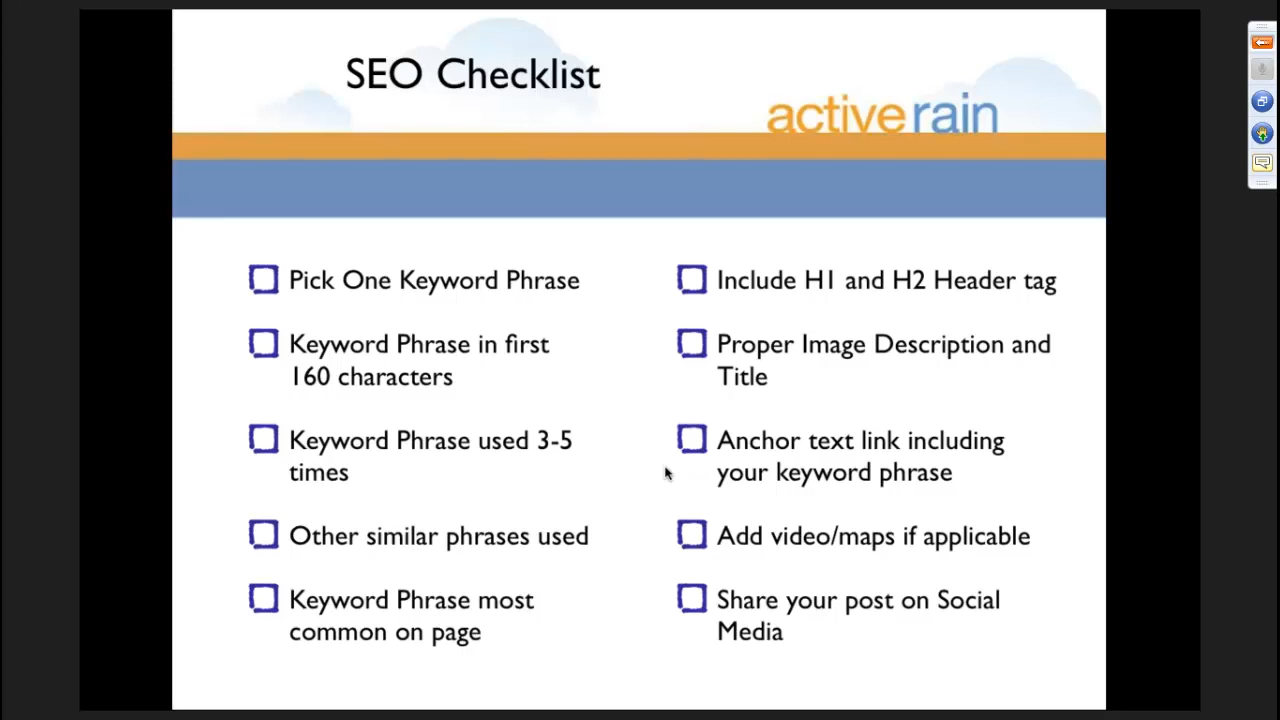 SEO Checklist
activerain
Pick One Keyword Phrase
Keyword Phrase in first
160 characters
Keyword Phrase used 3-5
times
Other similar phrases used
Keyword Phrase most
common on page
Include H1 and H2 Header tag
Proper Image Description and
Title
Anchor text link including
your keyword phrase
Add video/maps if applicable
Share your post on Social
Media